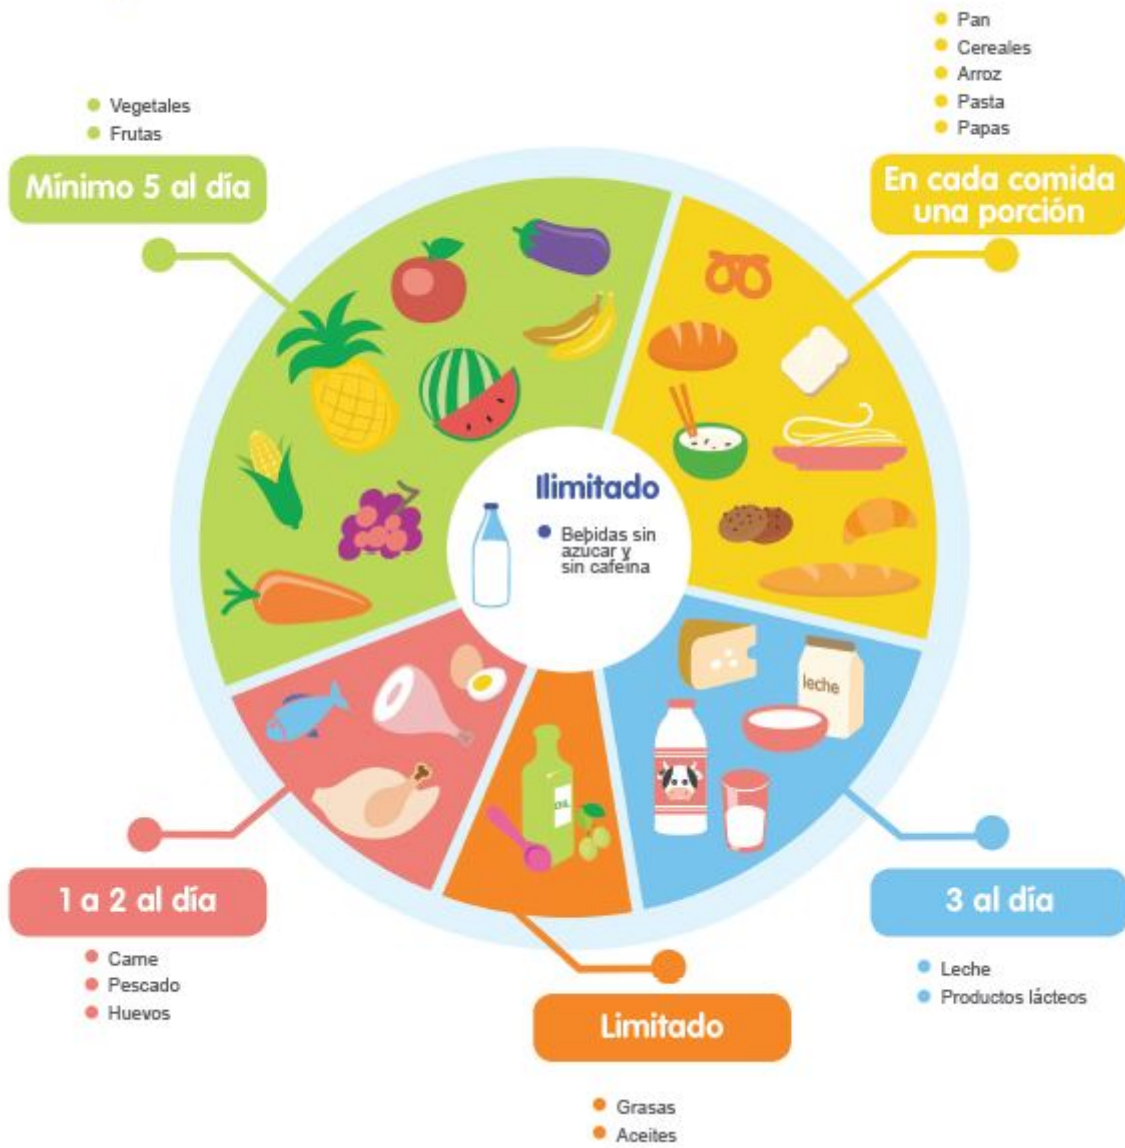 Vegetales
Frutas
Mínimo 5 al día
Pan
Cereales
Arroz
Pasta
Papas
En cada comida
una porción
Ilimitado
Bebidas sin
azucar y
sin cafeína
leche
OIL
1 a 2 al día
Carne
Pescado
Huevos
3 al día
Leche
Productos lácteos
Limitado
Grasas
Aceites